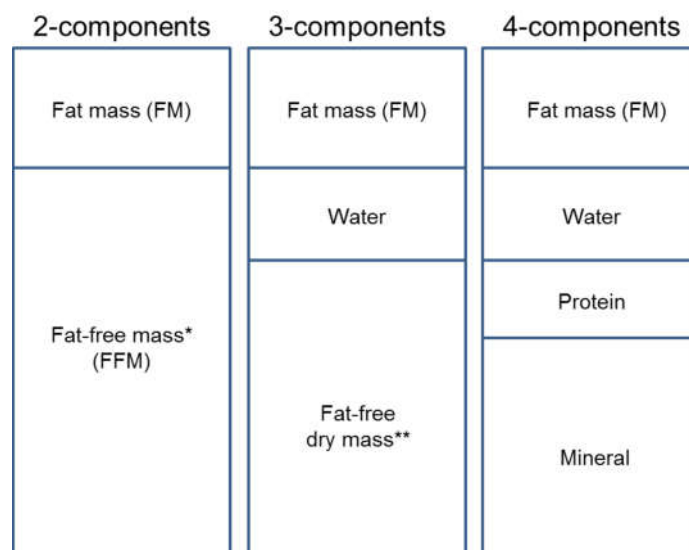 2-components
Fat mass (FM)
Fat-free mass*
(FFM)
3-components
Fat mass (FM)
Water
Fat-free
dry mass**
4-components
Fat mass (FM)
Water
Protein
Mineral